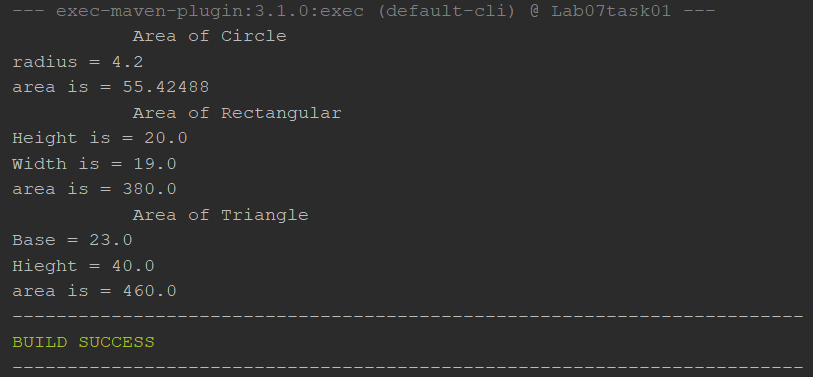 --- exec-maven-plugin:3.1.0:exec (default-cli) @ Lab07task01 ---
Area of Circle
radius = 4.2
area is = 55.42488
Area of Rectangular
Height is = 20.0
Width is = 19.0
area is = 380.0
Area of Triangle
Base = 23.0
Hieght = 40.0
area is = 460.0
------------------------------------------------------------------------
BUILD SUCCESS
------------------------------------------------------------------------